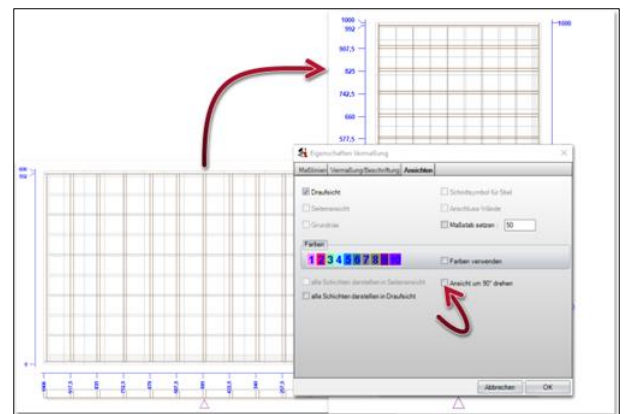 1000
992
1000
907,5
825
742,5
660
577,5
Eigenschaften Vermaßung
Maßlinien Vermaßung/Beschriftung Ansichten
Draufsicht
Schnittsymbol für Stiel
Seitenansicht
Anschluss Wände
Grundriss
Maßstab setzen : 50
Farben
1 2 3 4 5 6 7 8 9 10
Farben verwenden
alle Schichten darstellen in Seitenansicht
Ansicht um 90° drehen
alle Schichten darstellen in Draufsicht
Abbrechen OK
0